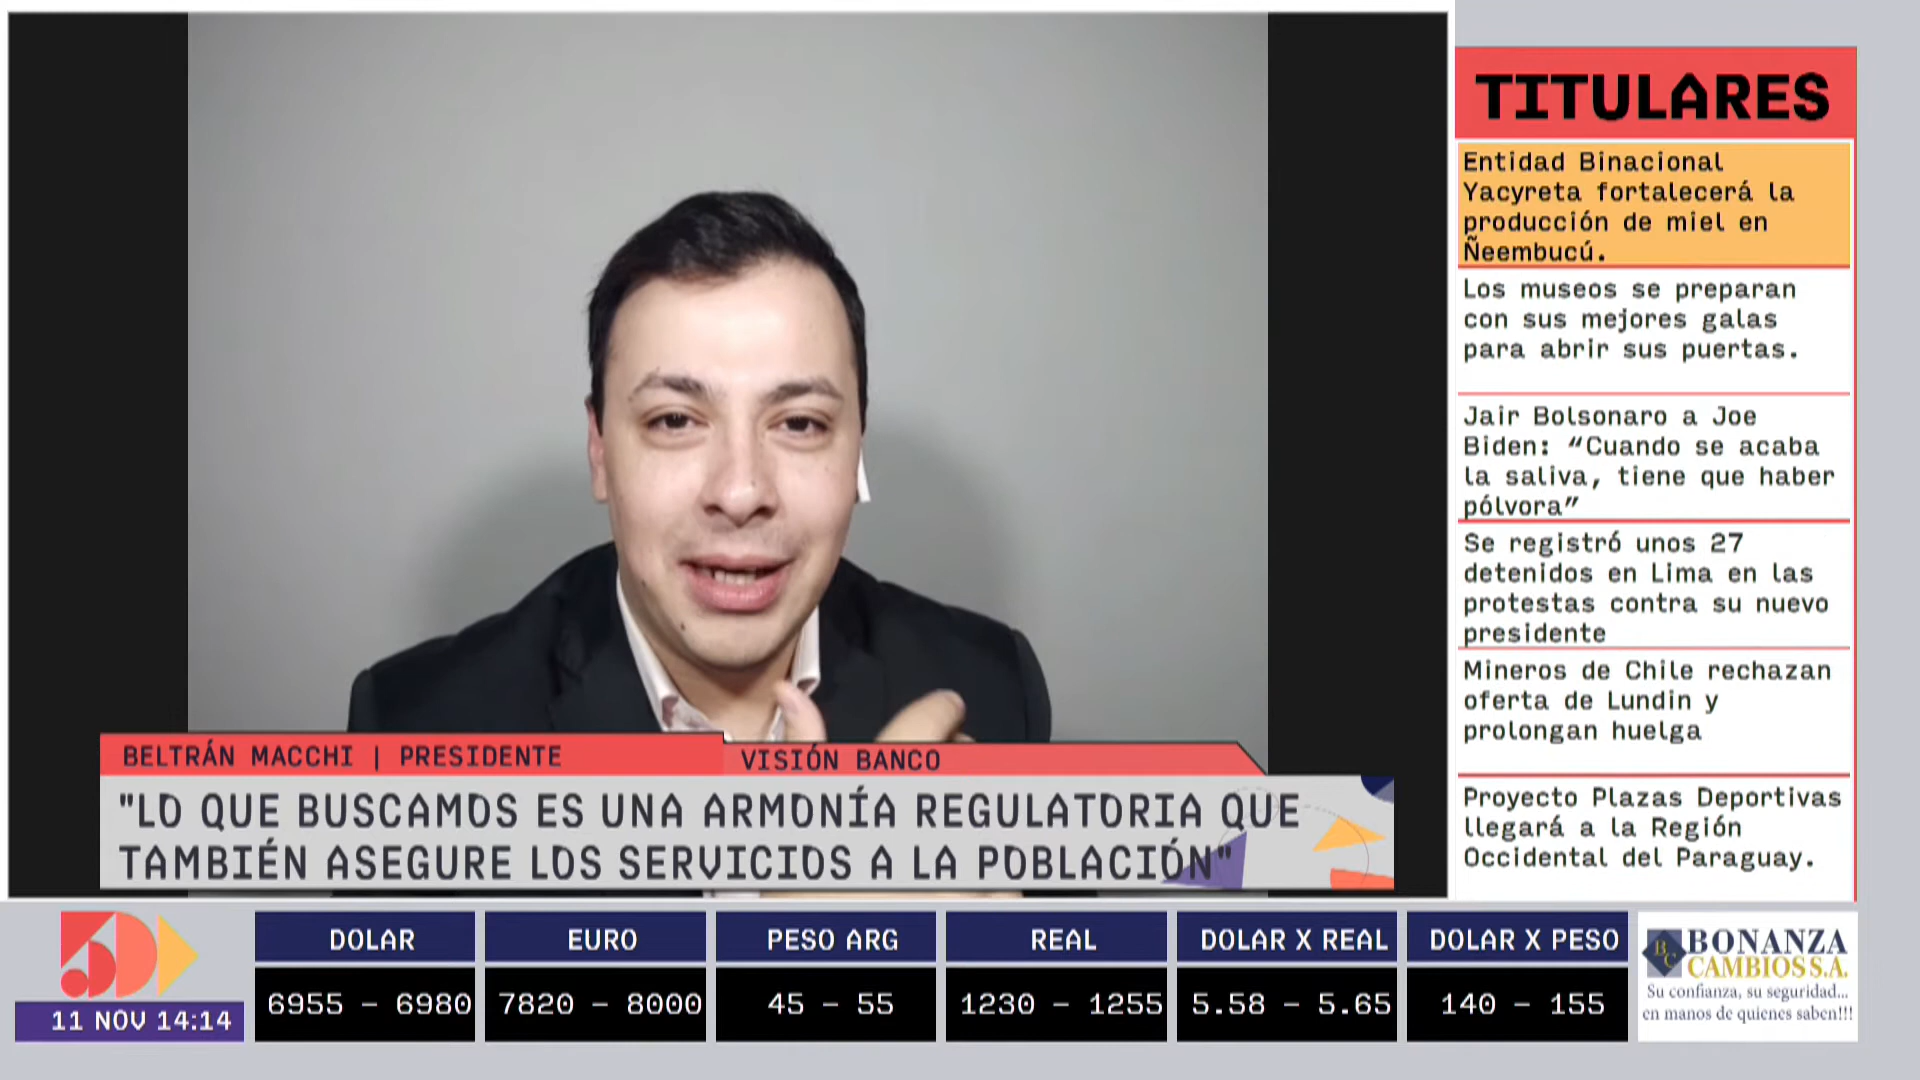 TITULARES
Entidad Binacional
Yacyreta fortalecerá la
producción de miel en
Ñeembucú.
Los museos se preparan
con sus mejores galas
para abrir sus puertas.
Jair Bolsonaro a Joe
Biden: “Cuando se acaba
la saliva, tiene que haber
pólvora”
Se registró unos 27
detenidos en Lima en las
protestas contra su nuevo
presidente
Mineros de Chile rechazan
oferta de Lundin y
prolongan huelga
Proyecto Plazas Deportivas
llegará a la Región
Occidental del Paraguay.
BELTRÁN MACCHI | PRESIDENTE
VISIÓN BANCO
"LO QUE BUSCAMOS ES UNA ARMONÍA REGULATORIA QUE
TAMBIÉN ASEGURE LOS SERVICIOS A LA POBLACIÓN"
5D
11 NOV 14:14
DOLAR
6955 - 6980
EURO
7820 - 8000
PESO ARG
45 - 55
REAL
1230 - 1255
DOLAR X REAL
5.58 - 5.65
DOLAR X PESO
140 - 155
BC
BONANZA
CAMBIOS S.A.
Su confianza, su seguridad...
en manos de quienes saben!!!